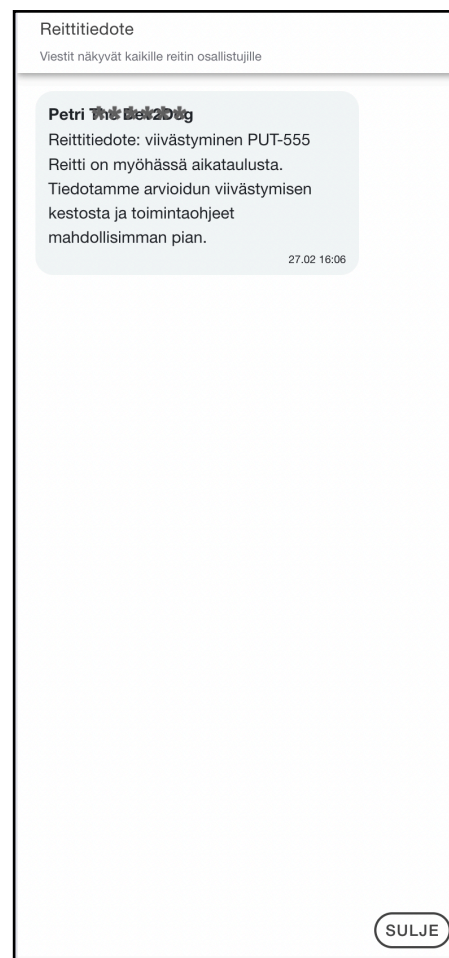 Reittitiedote
Viestit näkyvät kaikille reitin osallistujille
Petri
Reittitiedote: viivästyminen PUT-555
Reitti on myöhässä aikataulusta.
Tiedotamme arvioidun viivästymisen
kestosta ja toimintaohjeet
mahdollisimman pian.
27.02 16:06
SULJE